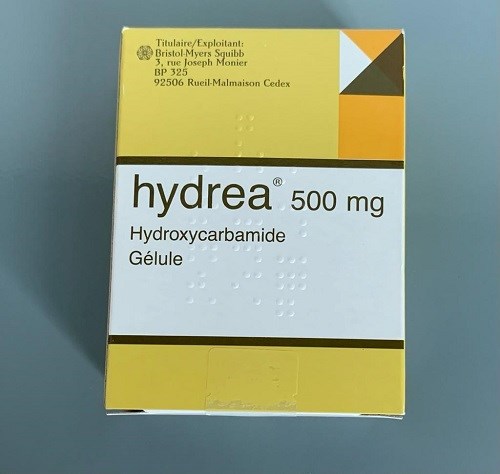 Titulaire/Exploitant:
Bristol-Myers Squibb
3, rue Joseph Monier
BP 325
92506 Rueil-Malmaison Cedex
hydrea® 500 mg
Hydroxycarbamide
Gélule